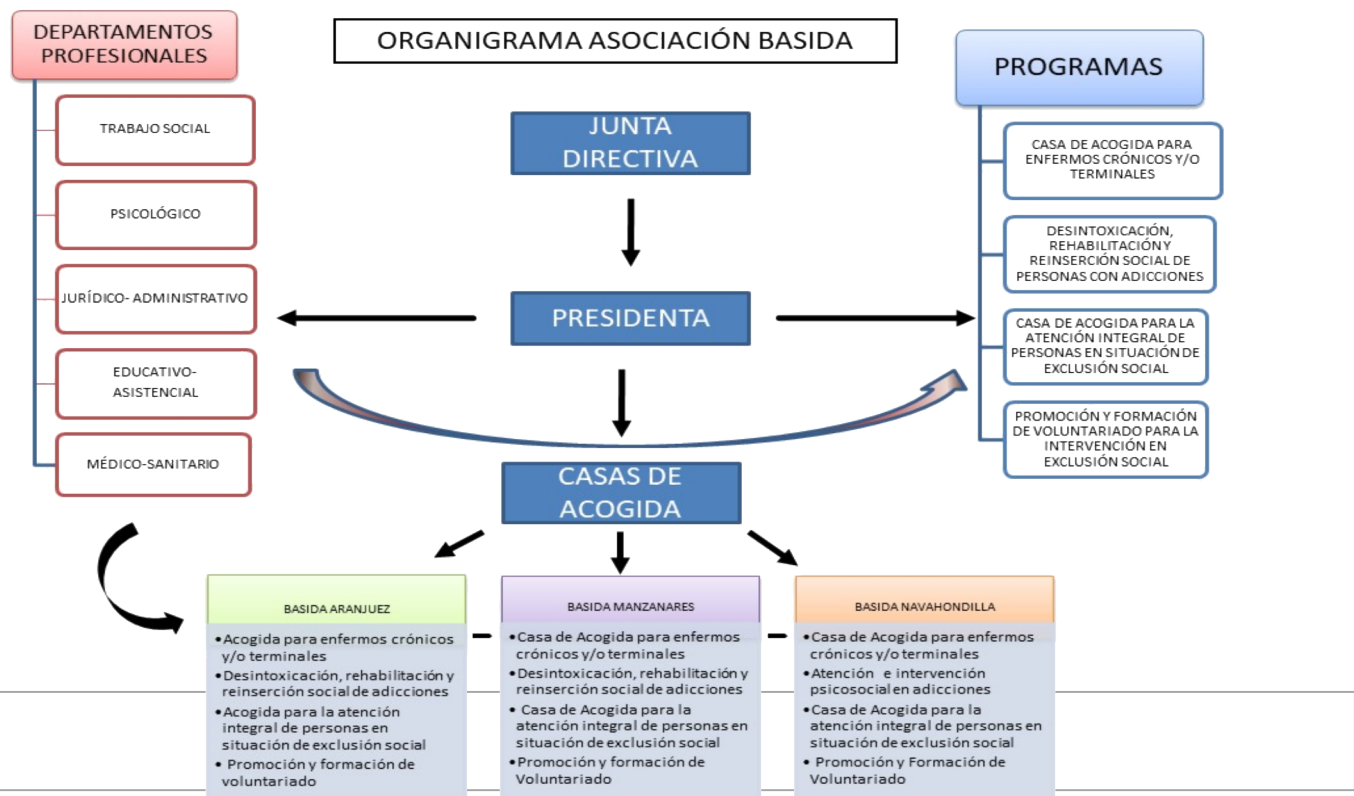 ORGANIGRAMA ASOCIACIÓN BASIDA
DEPARTAMENTOS
PROFESIONALES
TRABAJO SOCIAL
PSICOLÓGICO
JURÍDICO- ADMINISTRATIVO
EDUCATIVO-
ASISTENCIAL
MÉDICO-SANITARIO
JUNTA
DIRECTIVA
PRESIDENTA
CASAS DE
ACOGIDA
PROGRAMAS
CASA DE ACOGIDA PARA
ENFERMOS CRÓNICOS Y/O
TERMINALES
DESINTOXICACIÓN,
REHABILITACIÓN Y
REINSERCIÓN SOCIAL DE
PERSONAS CON ADICCIONES
CASA DE ACOGIDA PARA LA
ATENCIÓN INTEGRAL DE
PERSONAS EN SITUACIÓN DE
EXCLUSIÓN SOCIAL
PROMOCIÓN Y FORMACIÓN
DE VOLUNTARIADO PARA LA
INTERVENCIÓN EN
EXCLUSIÓN SOCIAL
BASIDA ARANJUEZ
•Acogida para enfermos crónicos
y/o terminales
•Desintoxicación, rehabilitación y
reinserción social de adicciones
•Acogida para la atención
integral de personas en
situación de exclusión social
• Promoción y formación de
voluntariado
BASIDA MANZANARES
•Casa de Acogida para enfermos
crónicos y/o terminales
•Desintoxicación, rehabilitación y
reinserción social de adicciones
• Casa de Acogida para la
atención integral de personas en
situación de exclusión social
•Promoción y formación de
Voluntariado
BASIDA NAVAHONDILLA
•Casa de Acogida para enfermos
crónicos y/o terminales
•Atención e intervención
psicosocial en adicciones
•Casa de Acogida para la
atención integral de personas en
situación de exclusión social
• Promoción y Formación de
Voluntariado